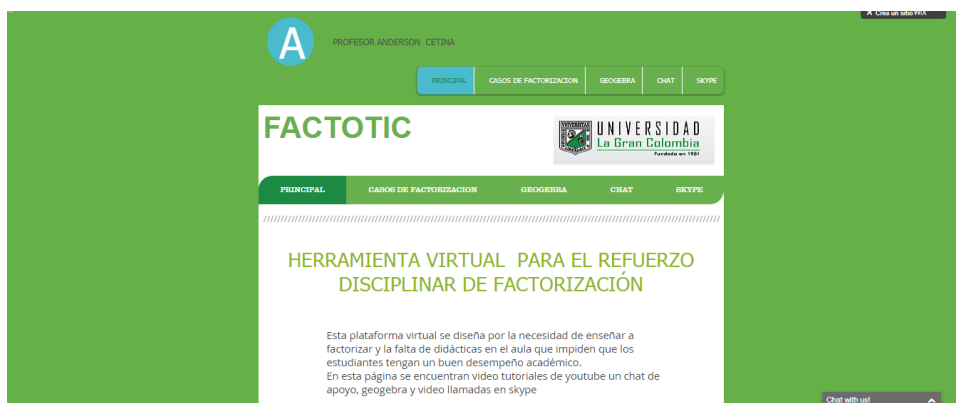 X Crea un sitio WiX
A
PROFESOR ANDERSON CETINA
PRINCIPAL CASOS DE FACTORIZACION GEOGEBRA CHAT SKYPE
FACTOTIC
UNIVERSIDAD
La Gran Colombia
Fundada en 1951
PRINCIPAL CASOS DE FACTORIZACION GEOGEBRA CHAT SKYPE
HERRAMIENTA VIRTUAL PARA EL REFUERZO
DISCIPLINAR DE FACTORIZACIÓN
Esta plataforma virtual se diseña por la necesidad de enseñar a
factorizar y la falta de didácticas en el aula que impiden que los
estudiantes tengan un buen desempeño académico.
En esta página se encuentran video tutoriales de youtube un chat de
apoyo, geogebra y video llamadas en skype
Chat with us!